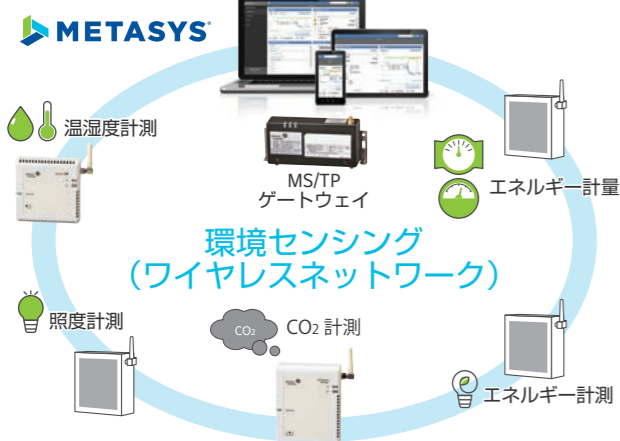 METASYS
温湿度計測
MS/TP
ゲートウェイ
エネルギー計量
環境センシング
（ワイヤレスネットワーク）
照度計測
CO₂
CO₂ 計測
エネルギー計測